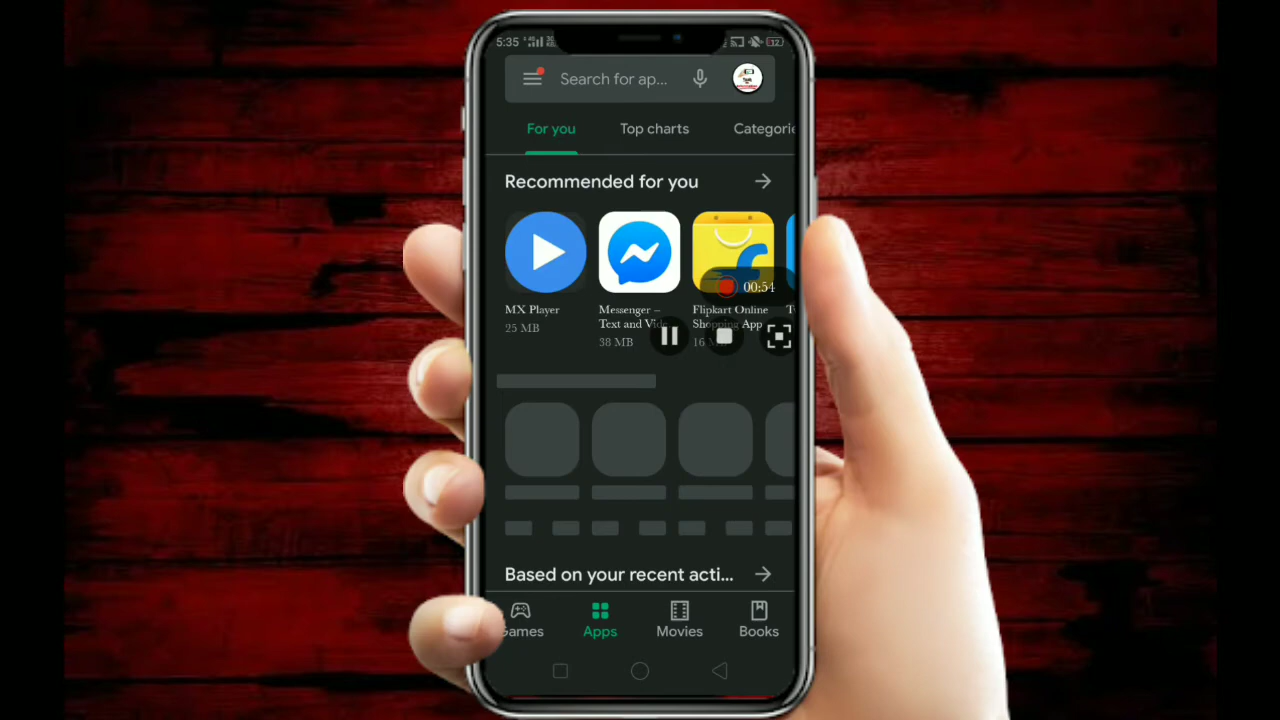 5:35
12
Search for ap...
For you
Top charts
Categorie
Recommended for you
00:54
MX Player
25 MB
Messenger –
Text and Vide
38 MB
Flipkart Online
Shopping App
16 M
Based on your recent acti...
Games
Apps
Movies
Books